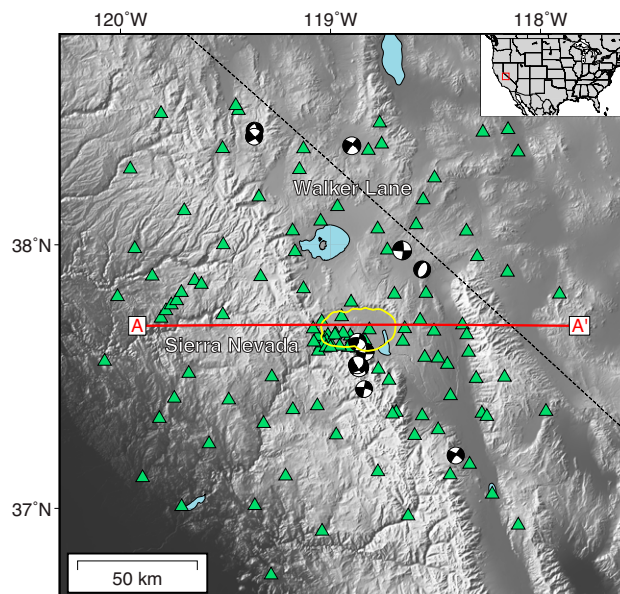 120˚W 119˚W 118˚W
Walker Lane
38˚N
A A'
Sierra Nevada
37˚N
50 km